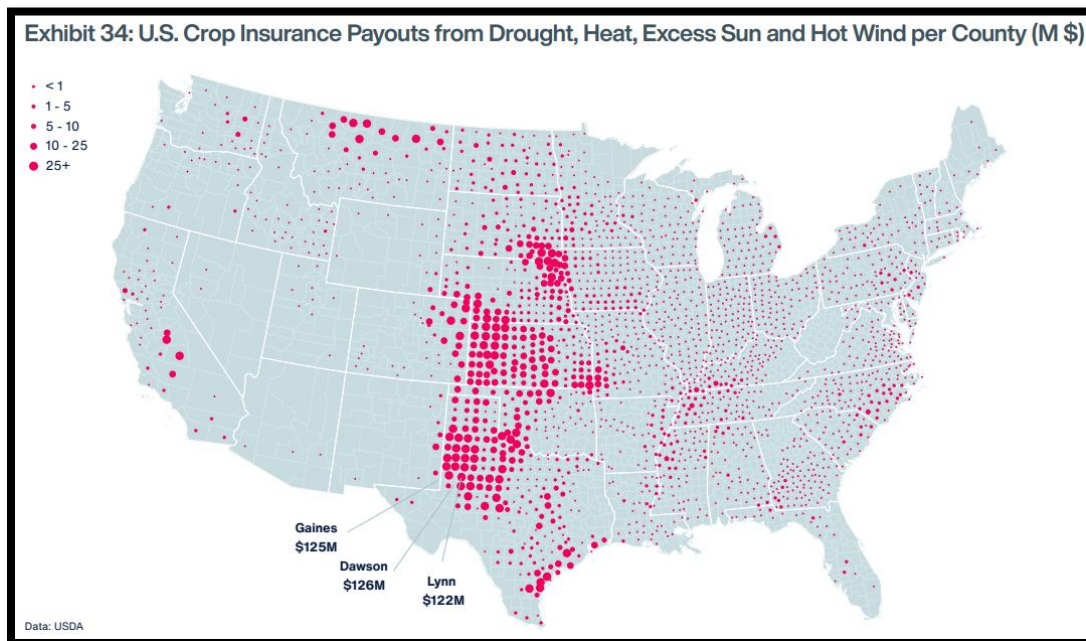 Exhibit 34: U.S. Crop Insurance Payouts from Drought, Heat, Excess Sun and Hot Wind per County (M $)
< 1
1 - 5
5 - 10
10 - 25
25+
Gaines
$125M
Dawson
$126M
Lynn
$122M
Data: USDA